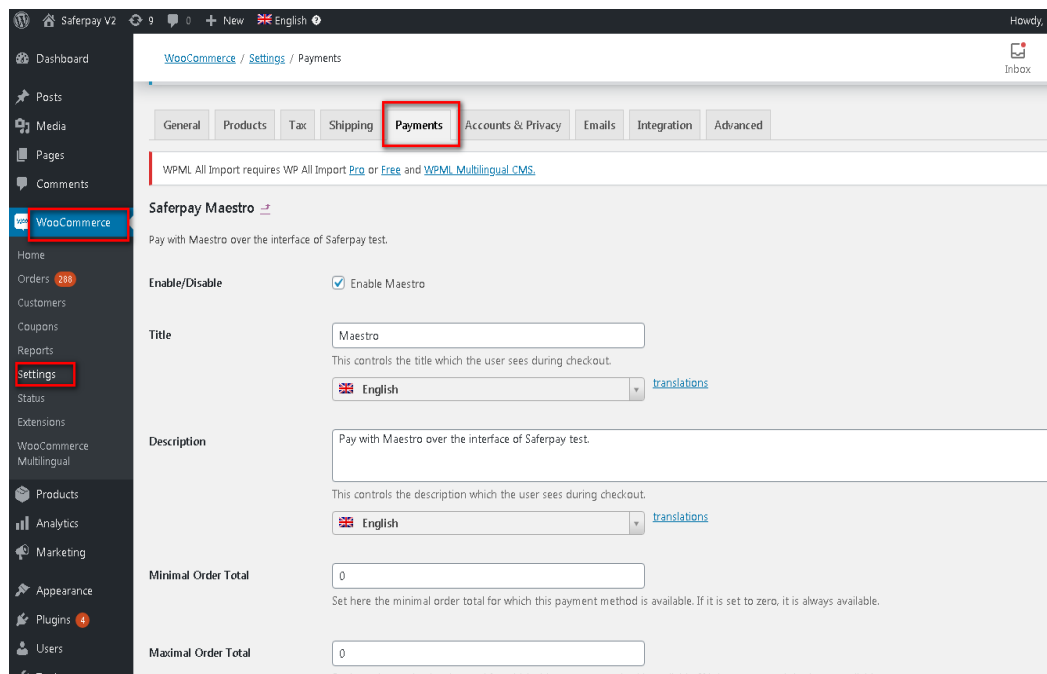 Saferpay V2 9 0 + New English
Howdy,
Dashboard
Posts
Media
Pages
Comments
WooCommerce
Home
Orders 288
Customers
Coupons
Reports
Settings
Status
Extensions
WooCommerce
Multilingual
Products
Analytics
Marketing
Appearance
Plugins 4
Users
WooCommerce / Settings / Payments
Inbox
General Products Tax Shipping Payments Accounts & Privacy Emails Integration Advanced
WPML All Import requires WP All Import Pro or Free and WPML Multilingual CMS.
Saferpay Maestro
Pay with Maestro over the interface of Saferpay test.
Enable/Disable Enable Maestro
Title Maestro
This controls the title which the user sees during checkout.
English translations
Description Pay with Maestro over the interface of Saferpay test.
This controls the description which the user sees during checkout.
English translations
Minimal Order Total 0
Set here the minimal order total for which this payment method is available. If it is set to zero, it is always available.
Maximal Order Total 0